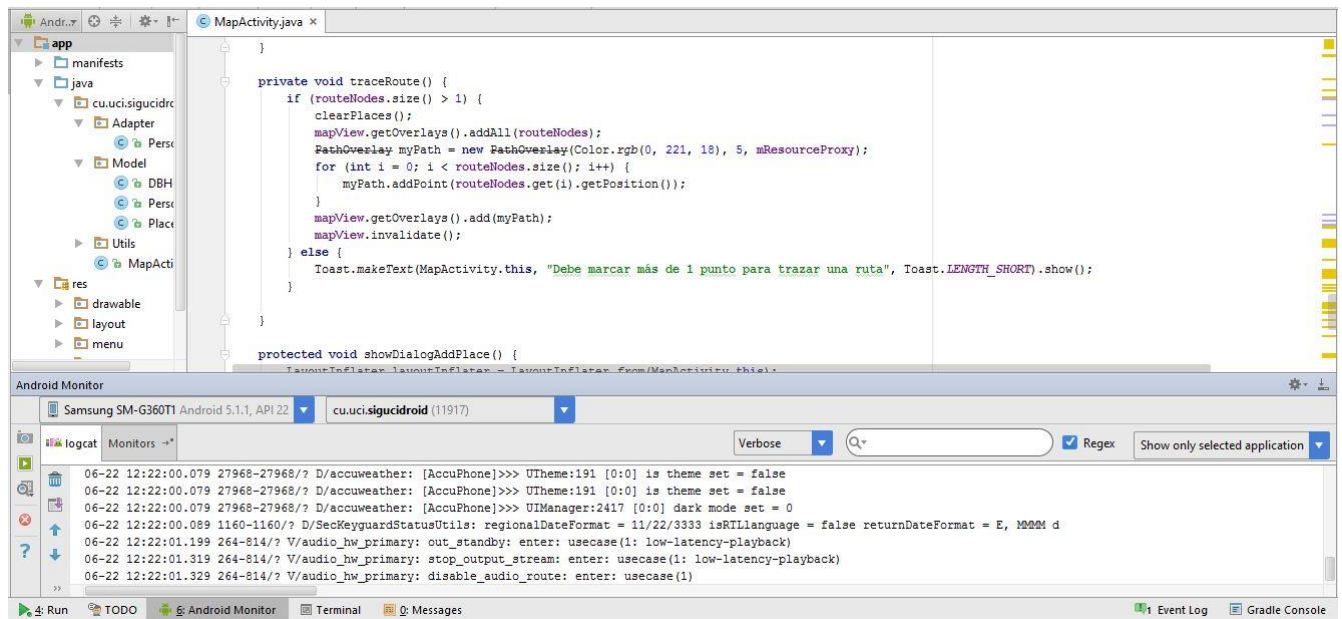 Andr..
MapActivity.java ×
app
manifests
java
cu.uci.sigucidro
Adapter
Perso
Model
DBH
Perso
Place
Utils
MapActi
res
drawable
layout
menu
}
private void traceRoute() {
if (routeNodes.size() > 1) {
clearPlaces();
mapView.getOverlays().addAll(routeNodes);
PathOverlay myPath = new PathOverlay(Color.rgb(0, 221, 18), 5, mResourceProxy);
for (int i = 0; i < routeNodes.size(); i++) {
myPath.addPoint(routeNodes.get(i).getPosition());
}
mapView.getOverlays().add(myPath);
mapView.invalidate();
} else {
Toast.makeText(MapActivity.this, "Debe marcar más de 1 punto para trazar una ruta", Toast.LENGTH_SHORT).show();
}
}
protected void showDialogAddPlace() {
LayoutInflater layoutInflater = LayoutInflater.from(MapActivity.this);
Android Monitor
Samsung SM-G360T1 Android 5.1.1, API 22
cu.uci.sigucidroid (11917)
logcat
Monitors
Verbose
Regex
Show only selected application
06-22 12:22:00.079 27968-27968/? D/accuweather: [AccuPhone]>>> UTheme:191 [0:0] is theme set = false
06-22 12:22:00.079 27968-27968/? D/accuweather: [AccuPhone]>>> UTheme:191 [0:0] is theme set = false
06-22 12:22:00.079 27968-27968/? D/accuweather: [AccuPhone]>>> UIManager:2417 [0:0] dark mode set = 0
06-22 12:22:00.089 1160-1160/? D/SecKeyguardStatusUtils: regionalDateFormat = 11/22/3333 isRTLlanguage = false returnDateFormat = E, MMMM d
06-22 12:22:01.199 264-814/? V/audio_hw_primary: out_standby: enter: usecase(1: low-latency-playback)
06-22 12:22:01.319 264-814/? V/audio_hw_primary: stop_output_stream: enter: usecase(1: low-latency-playback)
06-22 12:22:01.329 264-814/? V/audio_hw_primary: disable_audio_route: enter: usecase(1)
4: Run
TODO
6: Android Monitor
Terminal
0: Messages
1 Event Log
Gradle Console